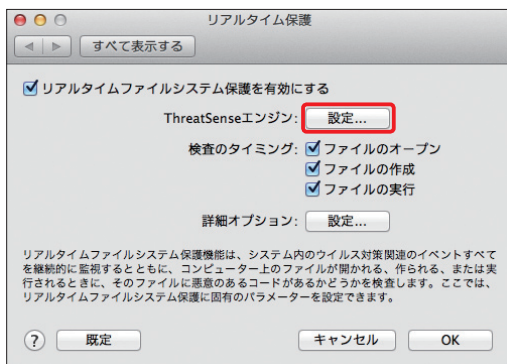 リアルタイム保護
すべて表示する
リアルタイムファイルシステム保護を有効にする
ThreatSenseエンジン: 設定...
検査のタイミング: ファイルのオープン
ファイルの作成
ファイルの実行
詳細オプション: 設定...
リアルタイムファイルシステム保護機能は、システム内のウイルス対策関連のイベントすべて
を継続的に監視するとともに、コンピューター上のファイルが開かれる、作られる、または実
行されるときに、そのファイルに悪意のあるコードがあるかどうかを検査します。ここでは、
リアルタイムファイルシステム保護に固有のパラメーターを設定できます。
? 既定 キャンセル OK